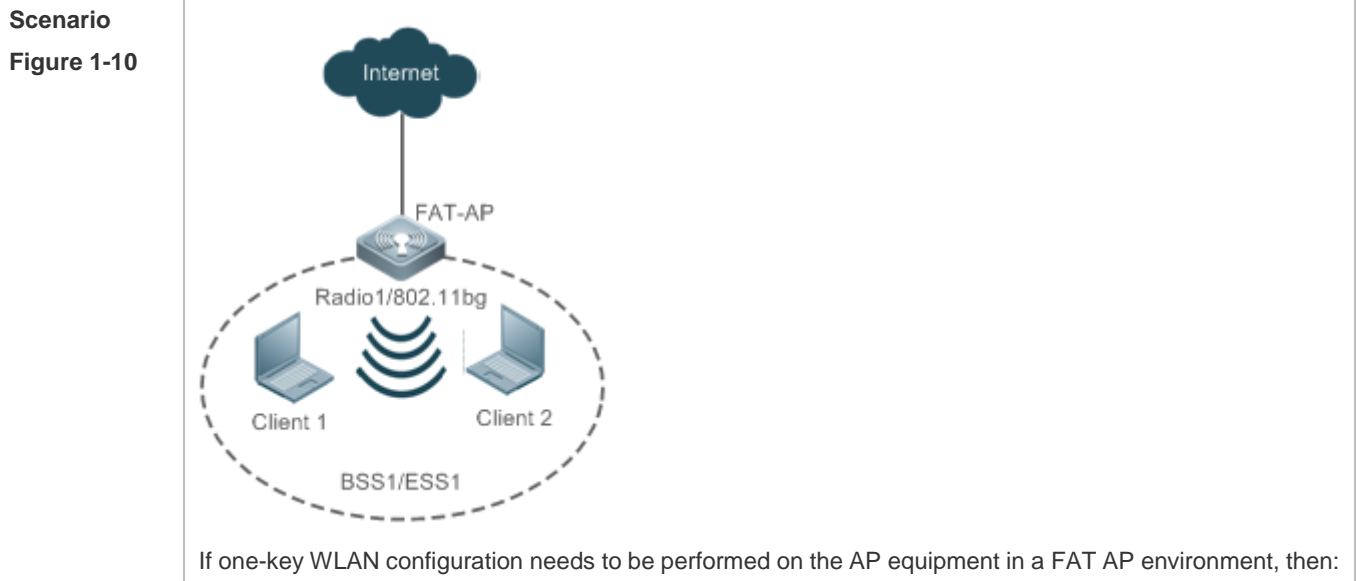 Scenario
Figure 1-10
Internet
FAT-AP
Radio1/802.11bg
Client 1
Client 2
BSS1/ESS1
If one-key WLAN configuration needs to be performed on the AP equipment in a FAT AP environment, then: